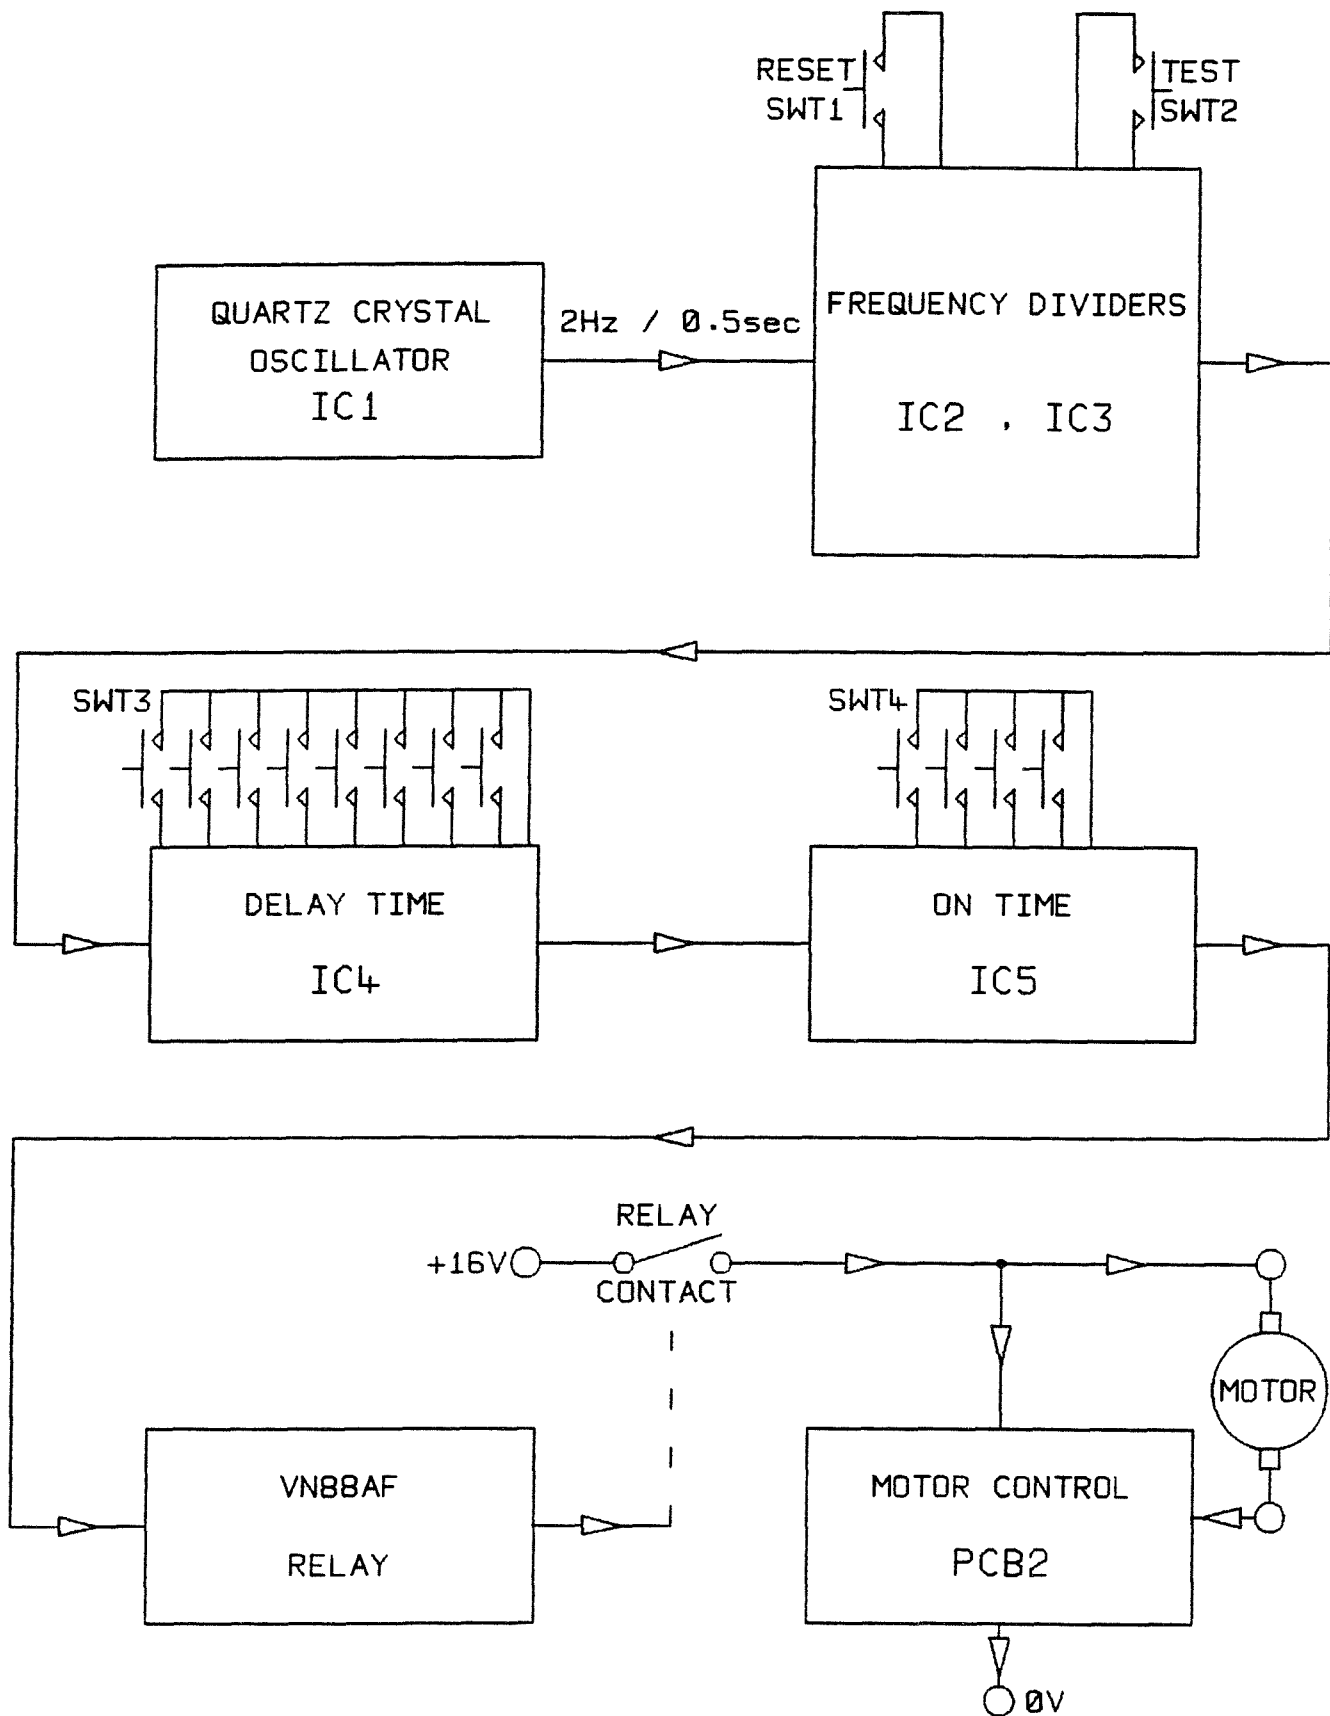 RESET
SWT1
TEST
SWT2
QUARTZ CRYSTAL
OSCILLATOR
IC1
2Hz / 0.5sec
FREQUENCY DIVIDERS
IC2 , IC3
SWT3
SWT4
DELAY TIME
IC4
ON TIME
IC5
RELAY
+16V
CONTACT
MOTOR
VN88AF
RELAY
MOTOR CONTROL
PCB2
0V